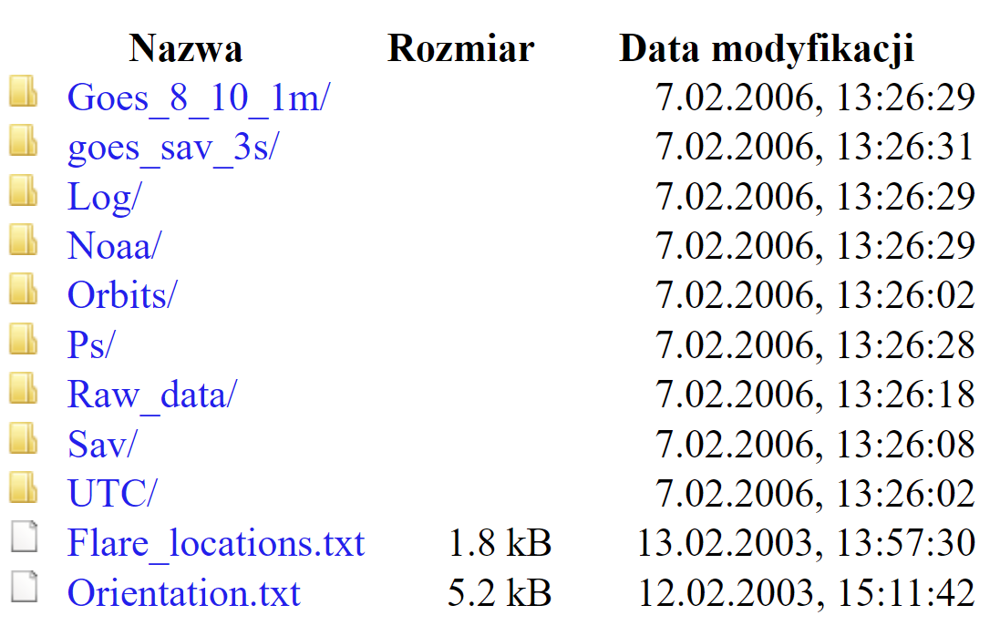 Nazwa Rozmiar Data modyfikacji
Goes_8_10_1m/ 7.02.2006, 13:26:29
goes_sav_3s/ 7.02.2006, 13:26:31
Log/ 7.02.2006, 13:26:29
Noaa/ 7.02.2006, 13:26:29
Orbits/ 7.02.2006, 13:26:02
Ps/ 7.02.2006, 13:26:28
Raw_data/ 7.02.2006, 13:26:18
Sav/ 7.02.2006, 13:26:08
UTC/ 7.02.2006, 13:26:02
Flare_locations.txt 1.8 kB 13.02.2003, 13:57:30
Orientation.txt 5.2 kB 12.02.2003, 15:11:42